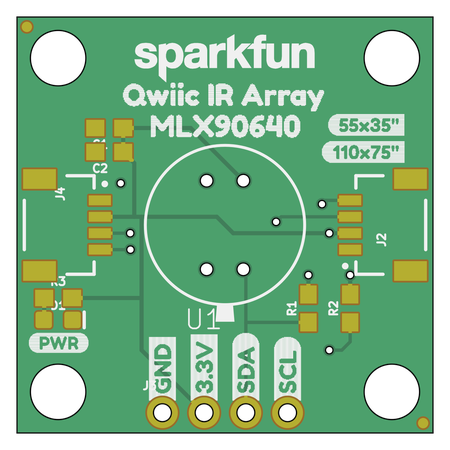 sparkfun
Qwiic IR Array
MLX90640
55x35"
110x75"
C2
J4
J2
R1
R2
U1
PWR
GND
3.3V
SDA
SCL